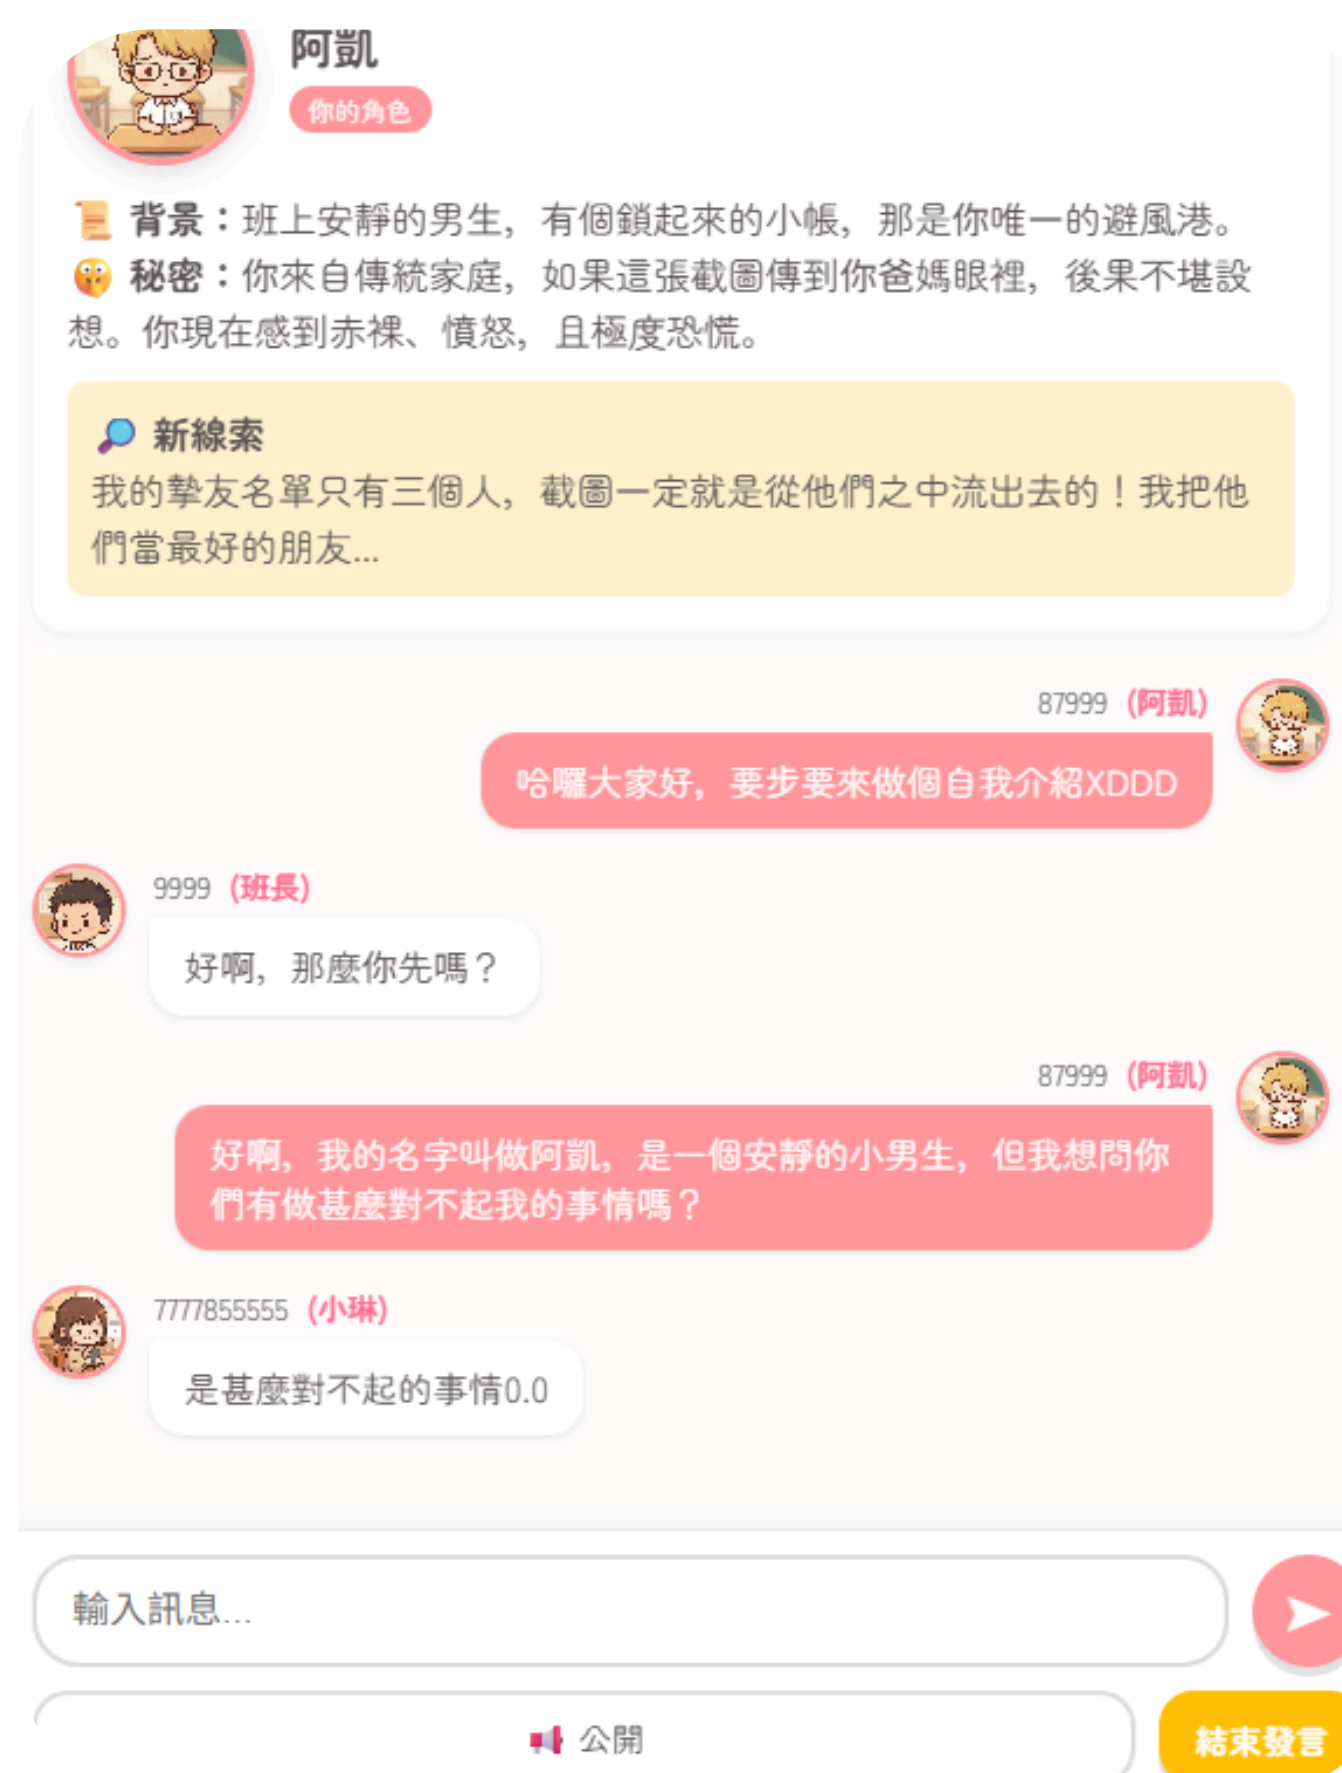 阿凱
你的角色
📜 背景：班上安靜的男生，有個鎖起來的小帳，那是你唯一的避風港。
🤫 秘密：你來自傳統家庭，如果這張截圖傳到你爸媽眼裡，後果不堪設
想。你現在感到赤裸、憤怒，且極度恐慌。
🔎 新線索
我的摯友名單只有三個人，截圖一定就是從他們之中流出去的！我把他
們當最好的朋友...
87999 (阿凱)
哈囉大家好，要步要來做個自我介紹XDDD
9999 (班長)
好啊，那麼你先嗎？
87999 (阿凱)
好啊，我的名字叫做阿凱，是一個安靜的小男生，但我想問你
們有做甚麼對不起我的事情嗎？
7777855555 (小琳)
是甚麼對不起的事情0.0
輸入訊息...
📢 公開
結束發言